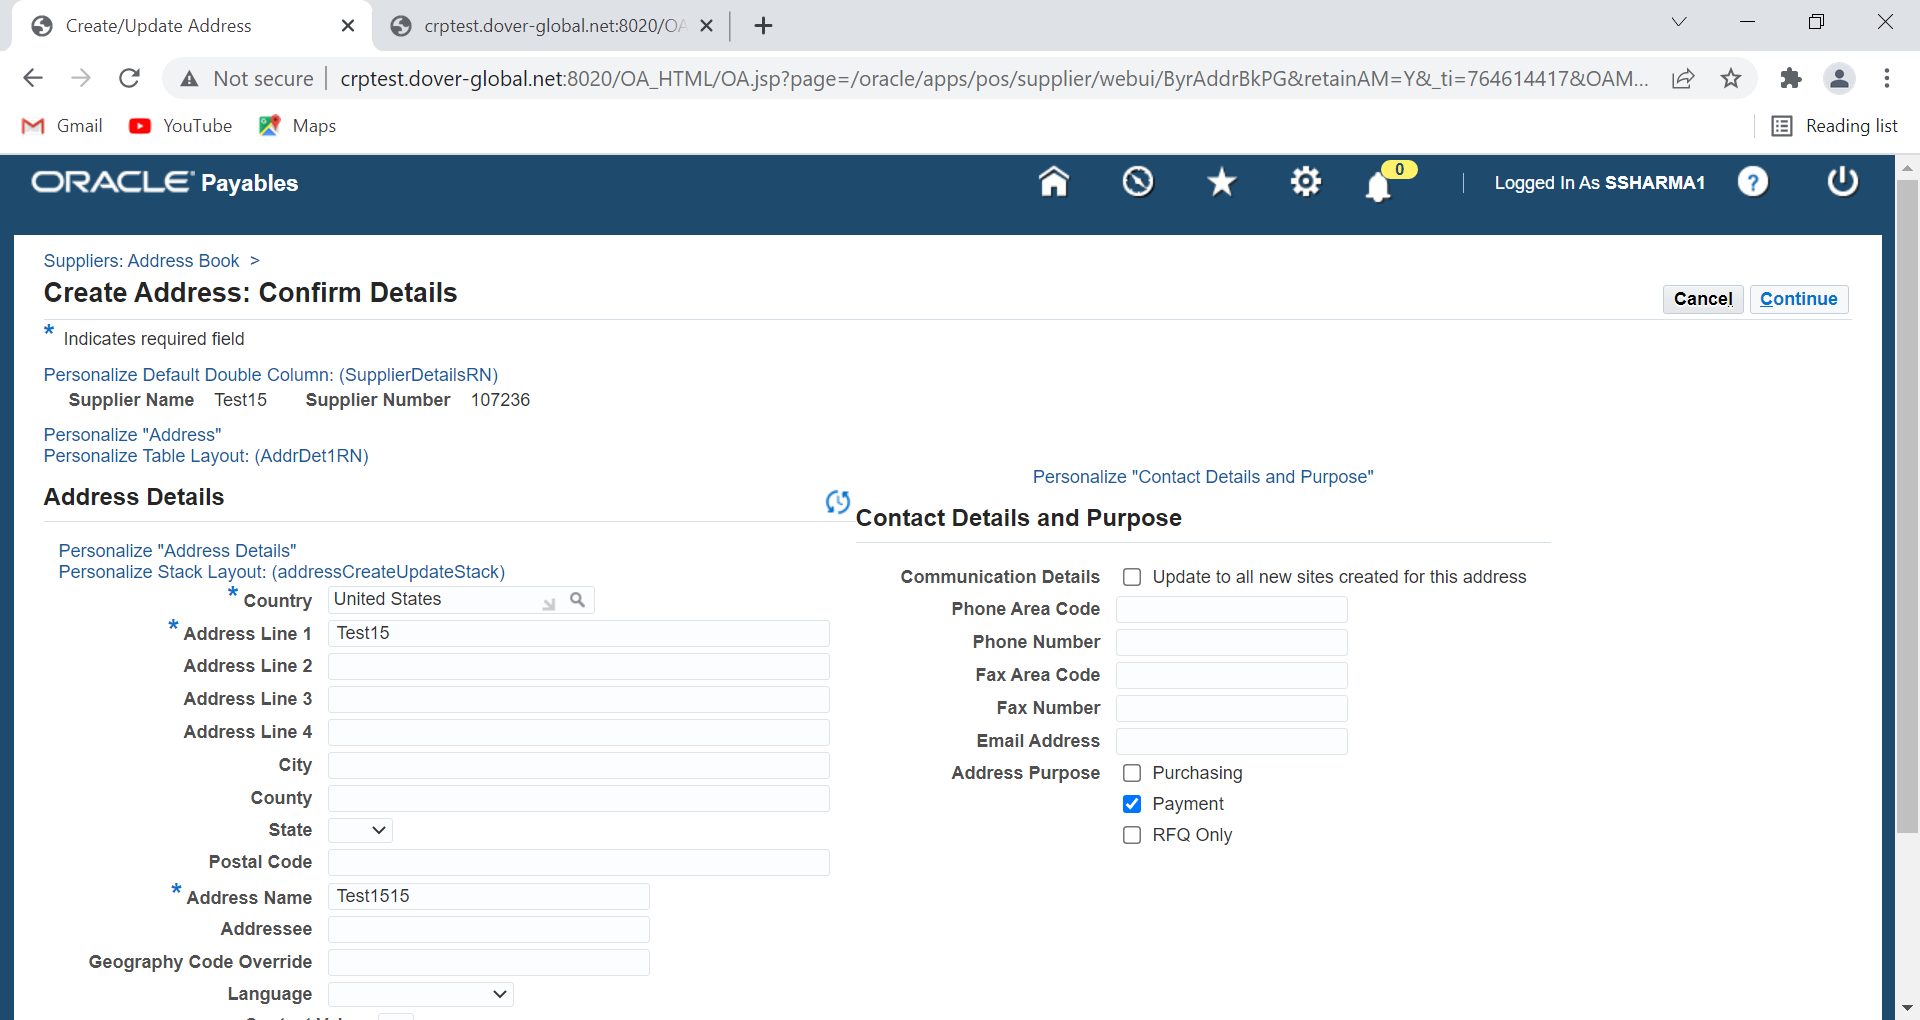 Create/Update Address
crptest.dover-global.net:8020/OA
Not secure
crptest.dover-global.net:8020/OA_HTML/OA.jsp?page=/oracle/apps/pos/supplier/webui/ByrAddrBkPG&retainAM=Y&_ti=764614417&OAM...
Gmail
YouTube
Maps
Reading list
ORACLE Payables
0
Logged In As SSHARMA1
?
Suppliers: Address Book >
Create Address: Confirm Details
Cancel
Continue
* Indicates required field
Personalize Default Double Column: (SupplierDetailsRN)
Supplier Name Test15 Supplier Number 107236
Personalize "Address"
Personalize Table Layout: (AddrDet1RN)
Address Details
Personalize "Address Details"
Personalize Stack Layout: (addressCreateUpdateStack)
* Country United States
* Address Line 1 Test15
Address Line 2
Address Line 3
Address Line 4
City
County
State
Postal Code
* Address Name Test1515
Addressee
Geography Code Override
Language
Personalize "Contact Details and Purpose"
Contact Details and Purpose
Communication Details Update to all new sites created for this address
Phone Area Code
Phone Number
Fax Area Code
Fax Number
Email Address
Address Purpose Purchasing
Payment
RFQ Only